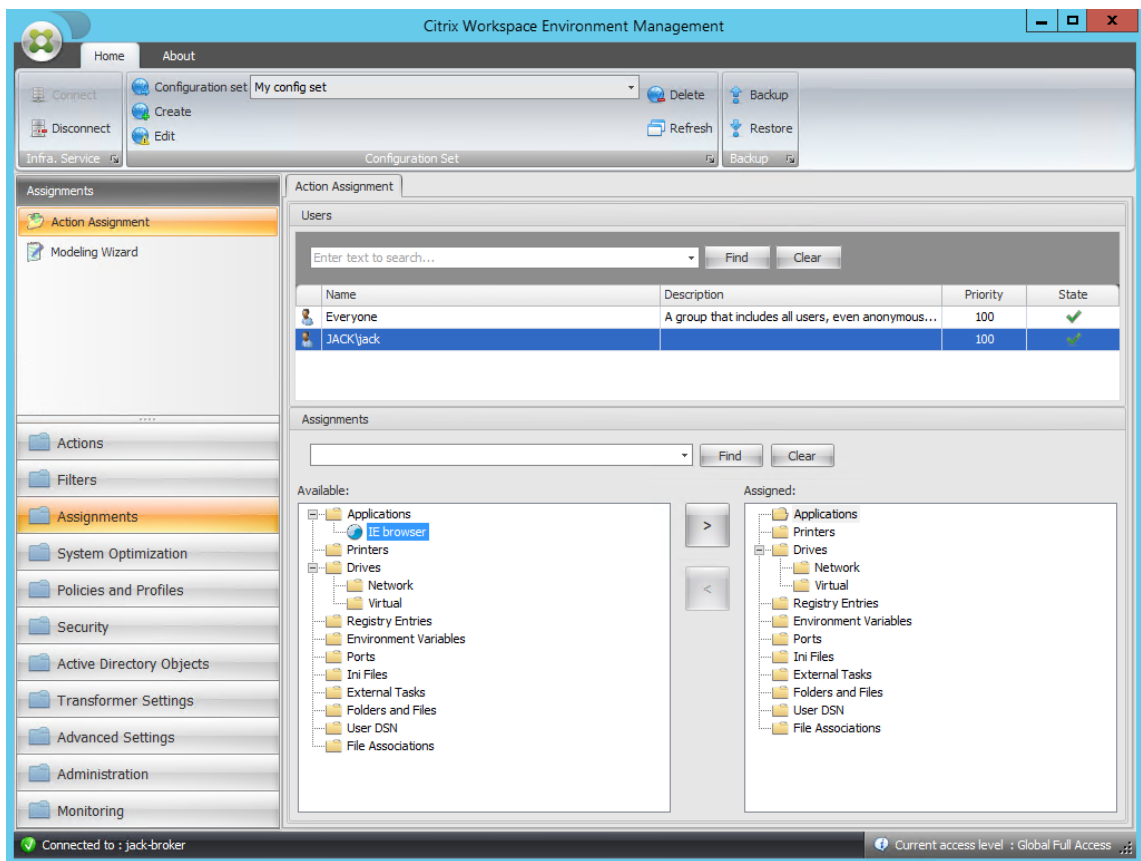 Citrix Workspace Environment Management
Home About
Connect
Disconnect
Infra. Service
Configuration set My config set
Create
Edit
Delete
Refresh
Configuration Set
Backup
Restore
Backup
Assignments
Action Assignment
Modeling Wizard
Actions
Filters
Assignments
System Optimization
Policies and Profiles
Security
Active Directory Objects
Transformer Settings
Advanced Settings
Administration
Monitoring
Action Assignment
Users
Enter text to search... Find Clear
Name Description Priority State
Everyone A group that includes all users, even anonymous... 100
JACK\jack 100
Assignments
Find Clear
Available:
Applications
IE browser
Printers
Drives
Network
Virtual
Registry Entries
Environment Variables
Ports
Ini Files
External Tasks
Folders and Files
User DSN
File Associations
>
<
Assigned:
Applications
Printers
Drives
Network
Virtual
Registry Entries
Environment Variables
Ports
Ini Files
External Tasks
Folders and Files
User DSN
File Associations
Connected to : jack-broker
Current access level : Global Full Access